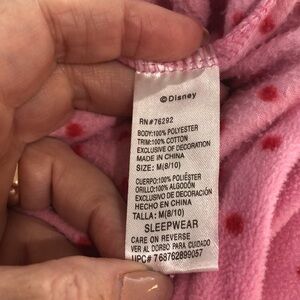 ©Disney
RN#76292
BODY:100% POLYESTER
TRIM:100% COTTON
EXCLUSIVE OF DECORATION
MADE IN CHINA
SIZE: M(8/10)
CUERPO:100% POLIÉSTER
ORILLO:100% ALGODÓN
EXCLUSIVO DE DECORACIÓN
HECHO EN CHINA
TALLA: M(8/10)
SLEEPWEAR
CARE ON REVERSE
VER AL DORSO PARA CUIDADO
UPC# 768762899057